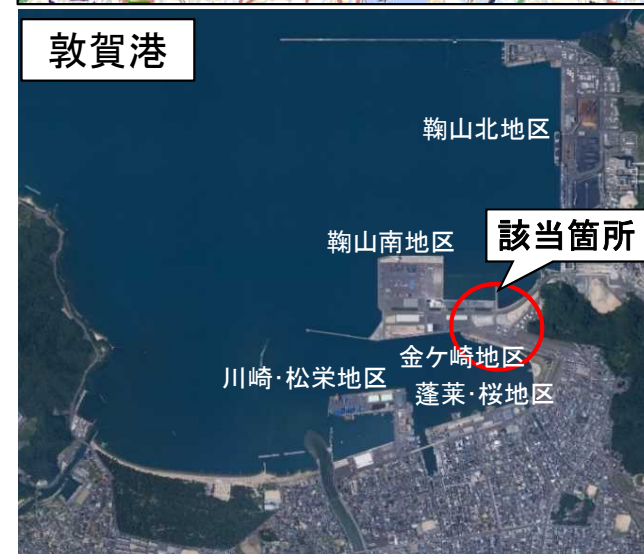 敦賀港
鞠山北地区
該当箇所
鞠山南地区
金ケ崎地区
川崎･松栄地区
蓬莱･桜地区